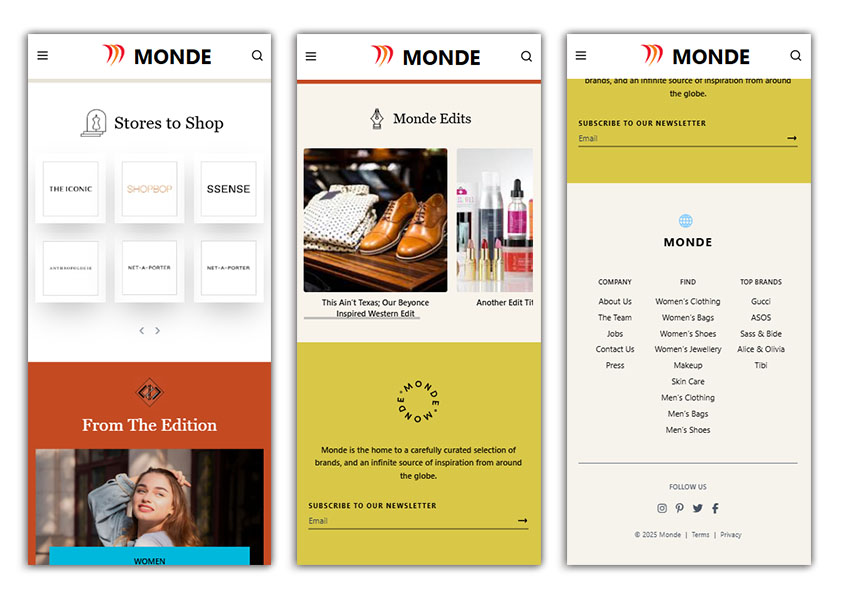 MONDE
Stores to Shop
THE ICONIC
SHOPBOP
SSENSE
ANTHROPOLOGIE
NET-A-PORTER
NET-A-PORTER
From The Edition
WOMEN
MONDE
Monde Edits
This Ain't Texas; Our Beyonce
Inspired Western Edit
Another Edit Tit
MONDE * MONDE *
Monde is the home to a carefully curated selection of
brands, and an infinite source of inspiration from around
the globe.
SUBSCRIBE TO OUR NEWSLETTER
Email
MONDE
brands, and an infinite source of inspiration from around
the globe.
SUBSCRIBE TO OUR NEWSLETTER
Email
MONDE
COMPANY
About Us
The Team
Jobs
Contact Us
Press
FIND
Women's Clothing
Women's Bags
Women's Shoes
Women's Jewellery
Makeup
Skin Care
Men's Clothing
Men's Bags
Men's Shoes
TOP BRANDS
Gucci
ASOS
Sass & Bide
Alice & Olivia
Tibi
FOLLOW US
© 2025 Monde | Terms | Privacy